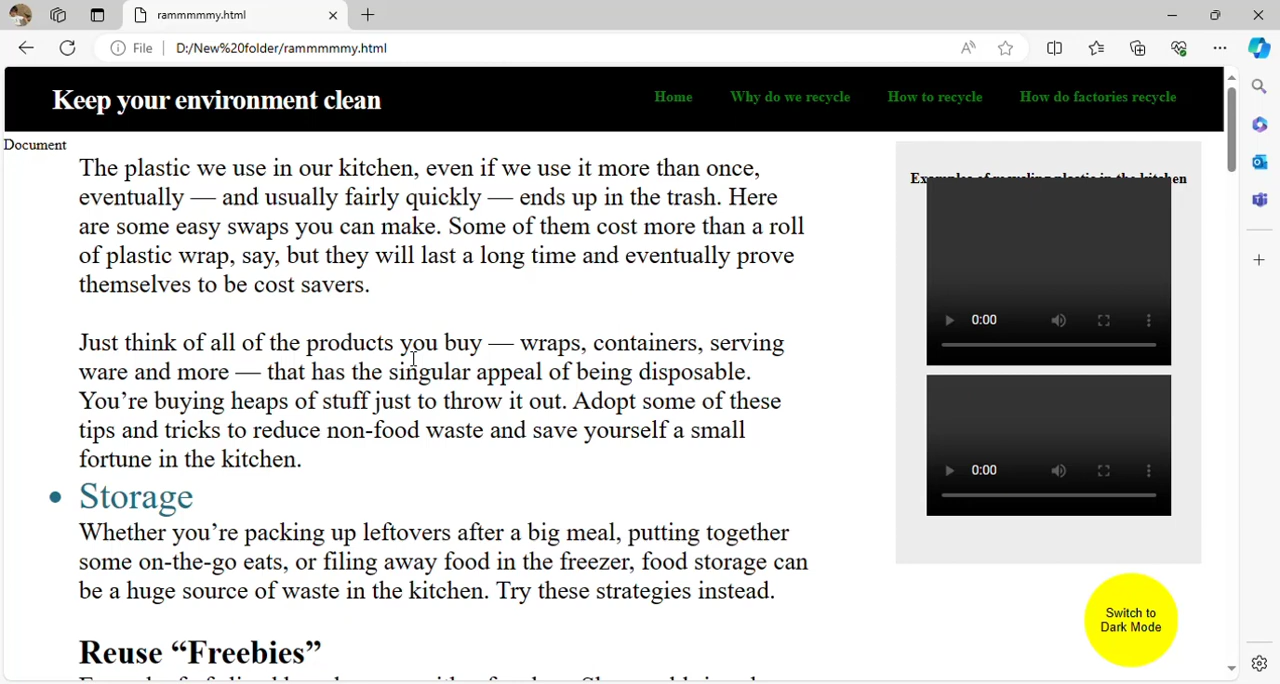 rammmmmy.html
File
D:/New%20folder/rammmmmy.html
Keep your environment clean
Home
Why do we recycle
How to recycle
How do factories recycle
Document
The plastic we use in our kitchen, even if we use it more than once,
eventually — and usually fairly quickly — ends up in the trash. Here
are some easy swaps you can make. Some of them cost more than a roll
of plastic wrap, say, but they will last a long time and eventually prove
themselves to be cost savers.
Just think of all of the products you buy — wraps, containers, serving
ware and more — that has the singular appeal of being disposable.
You’re buying heaps of stuff just to throw it out. Adopt some of these
tips and tricks to reduce non-food waste and save yourself a small
fortune in the kitchen.
• Storage
Whether you’re packing up leftovers after a big meal, putting together
some on-the-go eats, or filing away food in the freezer, food storage can
be a huge source of waste in the kitchen. Try these strategies instead.
Reuse “Freebies”
Examples of recycling plastic in the kitchen
0:00
0:00
Switch to
Dark Mode